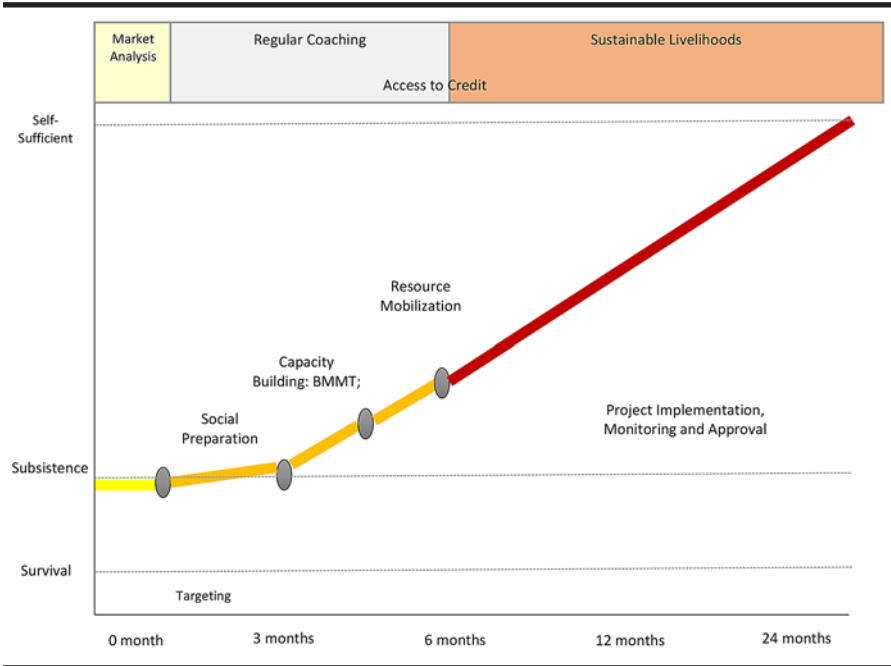 Market
Analysis
Regular Coaching
Sustainable Livelihoods
Access to Credit
Self-
Sufficient
Resource
Mobilization
Capacity
Building: BMMT;
Social
Preparation
Project Implementation,
Monitoring and Approval
Subsistence
Survival
Targeting
0 month
3 months
6 months
12 months
24 months